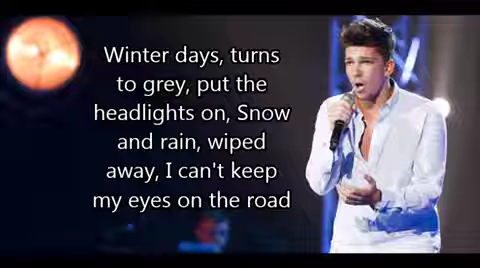 Winter days, turns
to grey, put the
headlights on, Snow
and rain, wiped
away, I can't keep
my eyes on the road